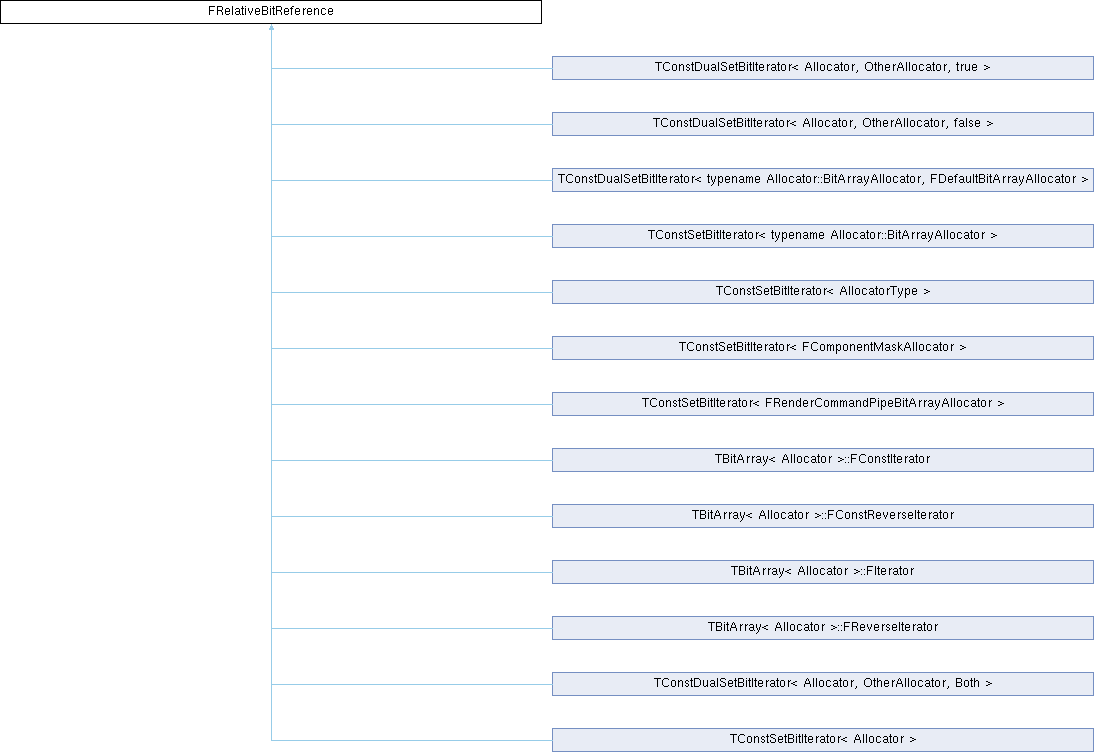 FRelativeBitReference
TConstDualSetBitIterator< Allocator, OtherAllocator, true >
TConstDualSetBitIterator< Allocator, OtherAllocator, false >
TConstDualSetBitIterator< typename Allocator::BitArrayAllocator, FDefaultBitArrayAllocator >
TConstSetBitIterator< typename Allocator::BitArrayAllocator >
TConstSetBitIterator< AllocatorType >
TConstSetBitIterator< FComponentMaskAllocator >
TConstSetBitIterator< FRenderCommandPipeBitArrayAllocator >
TBitArray< Allocator >::FConstIterator
TBitArray< Allocator >::FConstReverseIterator
TBitArray< Allocator >::FIterator
TBitArray< Allocator >::FReverseIterator
TConstDualSetBitIterator< Allocator, OtherAllocator, Both >
TConstSetBitIterator< Allocator >